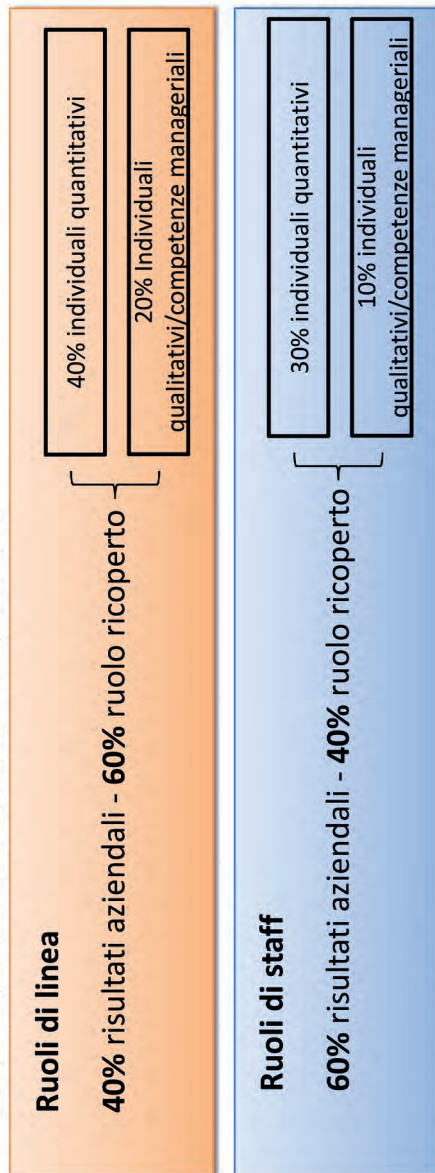 Ruoli di linea
40% risultati aziendali - 60% ruolo ricoperto
40% individuali quantitativi
20% Individuali
qualitativi/competenze manageriali
Ruoli di staff
60% risultati aziendali - 40% ruolo ricoperto
30% individuali quantitativi
10% individuali
qualitativi/competenze manageriali